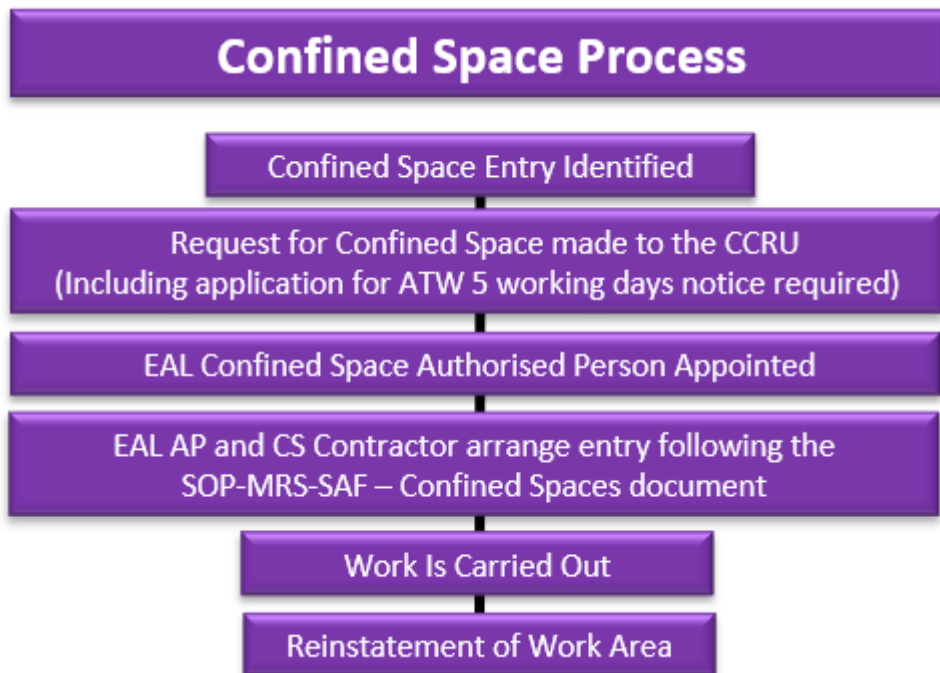 Confined Space Process
Confined Space Entry Identified
Request for Confined Space made to the CCRU
(Including application for ATW 5 working days notice required)
EAL Confined Space Authorised Person Appointed
EAL AP and CS Contractor arrange entry following the
SOP-MRS-SAF – Confined Spaces document
Work Is Carried Out
Reinstatement of Work Area